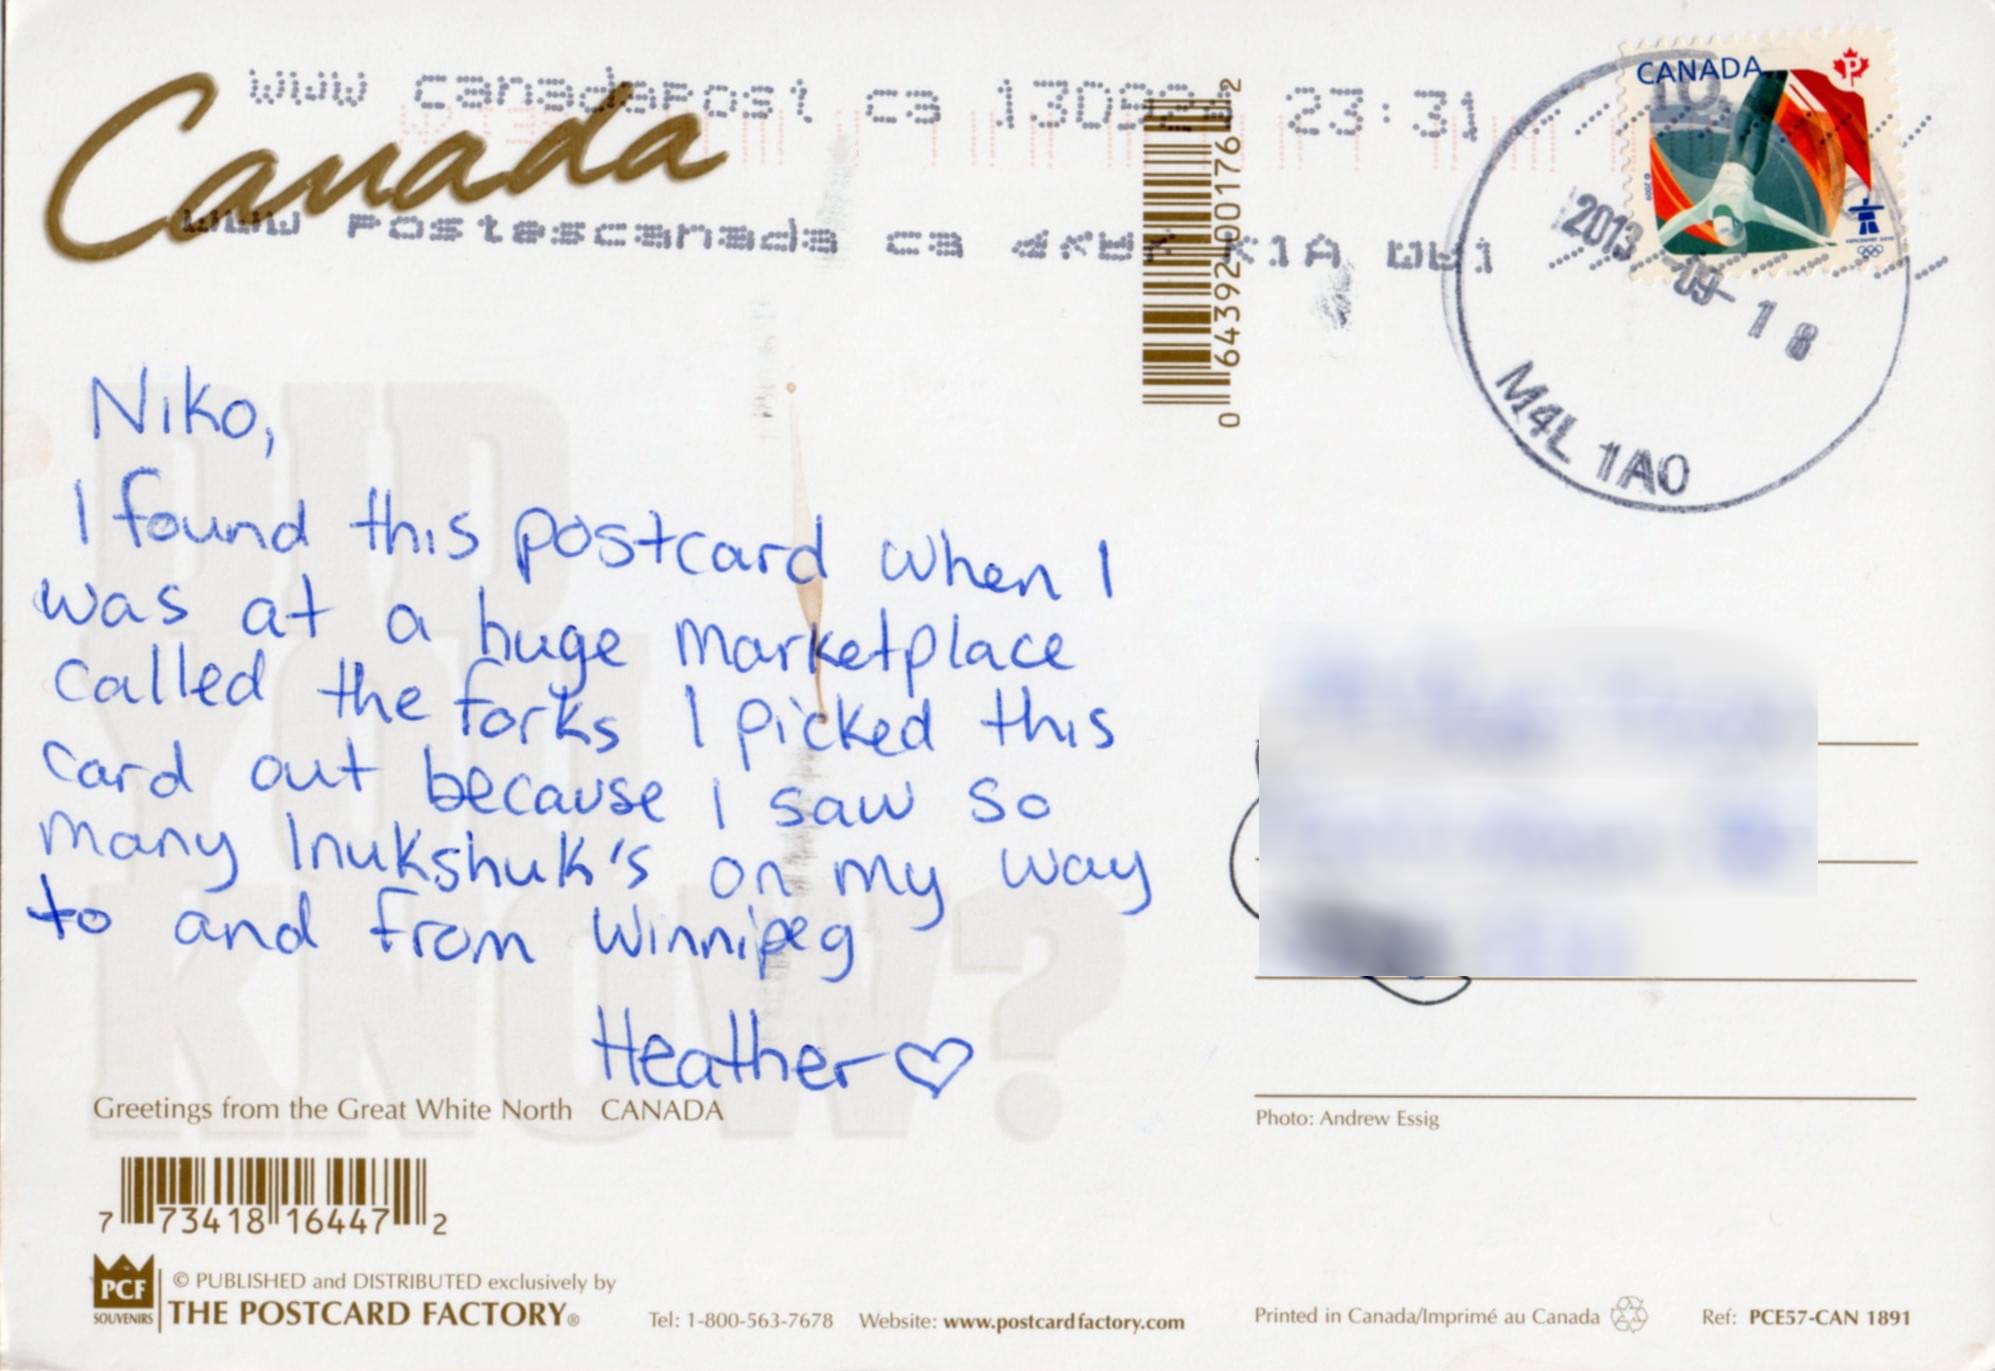 Canada
www canadapost ca 23:31
www postescanada ca K1A
CANADA
P
VANCOUVER 2010
2013 -09- 18
M4L 1A0
0 64392 00176 2
DID YOU KNOW?
Niko,
I found this postcard when I
was at a huge Marketplace
called the forks I picked this
card out because I saw so
many Inukshuk's on my way
to and from Winnipeg
Heather♡
Greetings from the Great White North CANADA
7 73418 16447 2
PCF
SOUVENIRS
© PUBLISHED and DISTRIBUTED exclusively by
THE POSTCARD FACTORY®
Tel: 1-800-563-7678 Website: www.postcardfactory.com
Photo: Andrew Essig
Printed in Canada/Imprimé au Canada
Ref: PCE57-CAN 1891